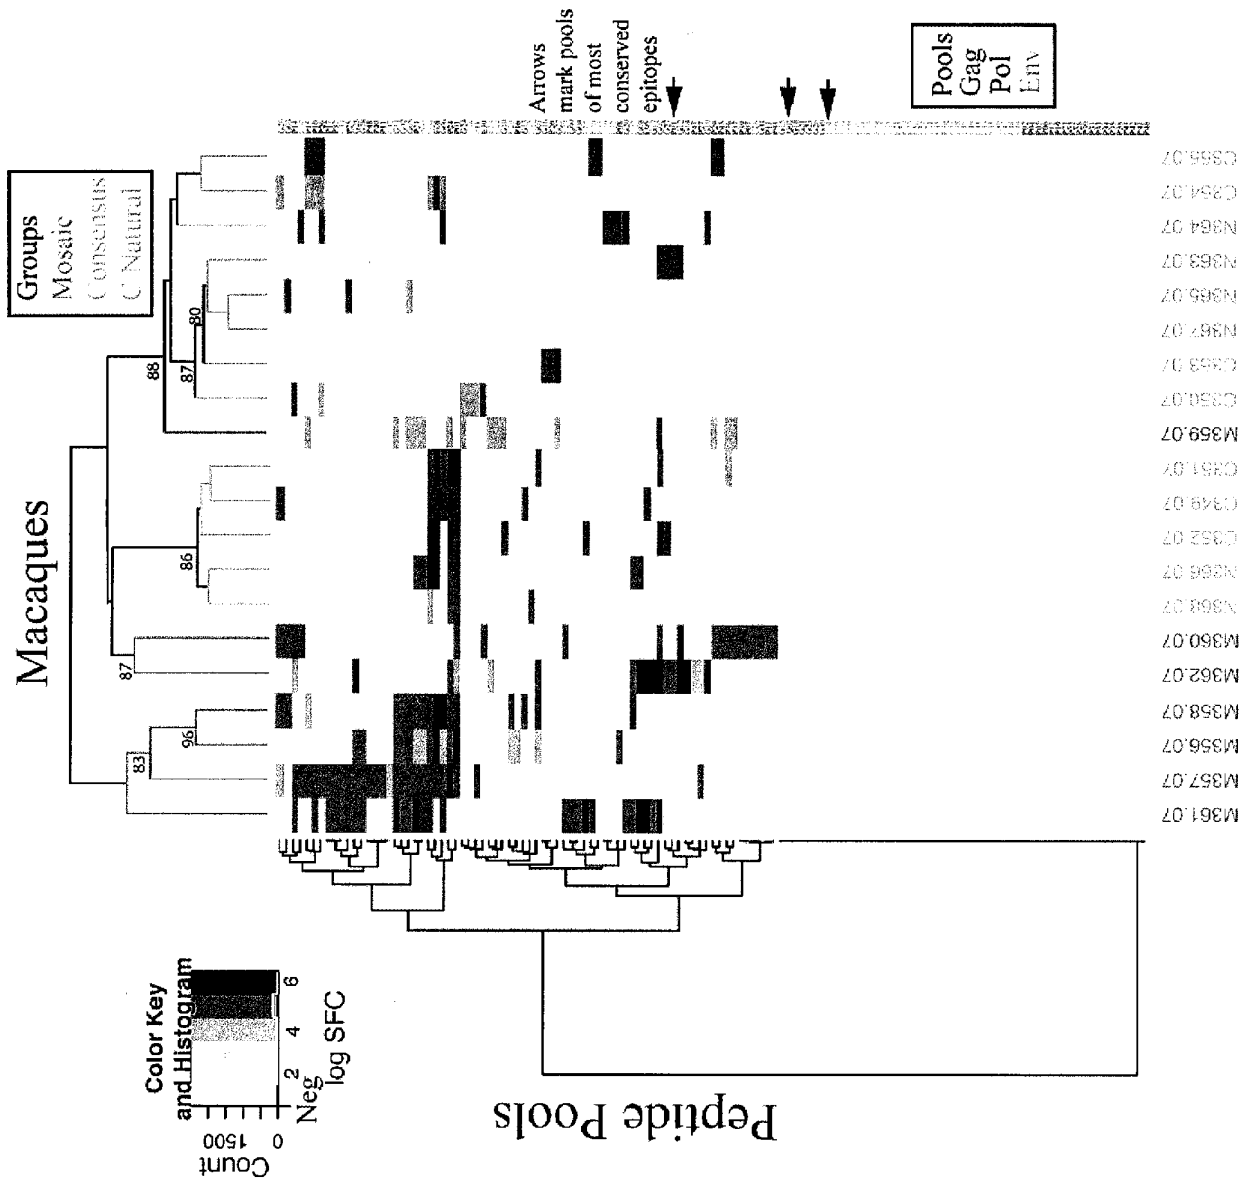 Groups
Mosaic
Consensus
C Natural
Macaques
Arrows
mark pools
of most
conserved
epitopes
Pools
Gag
Pol
Env
88
87
80
86
87
83
96
C355.07
C354.07
N364.07
N363.07
N365.07
N367.07
C353.07
C350.07
M359.07
C351.07
C349.07
C352.07
N366.07
N368.07
M360.07
M362.07
M358.07
M356.07
M357.07
M361.07
Color Key
and Histogram
Count
0 1500
Neg 2 4 6
log SFC
Peptide Pools